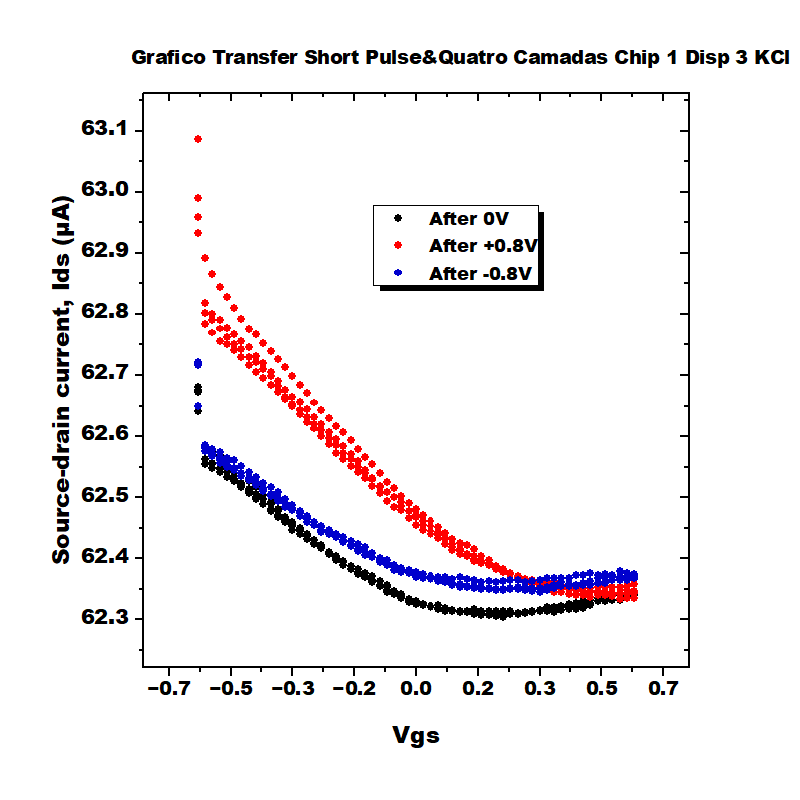 Grafico Transfer Short Pulse&Quatro Camadas Chip 1 Disp 3 KCl
63.1
63.0
62.9
62.8
62.7
62.6
62.5
62.4
62.3
Source-drain current, Ids (µA)
After 0V
After +0.8V
After -0.8V
−0.7 −0.5 −0.3 −0.2 0.0 0.2 0.3 0.5 0.7
Vgs